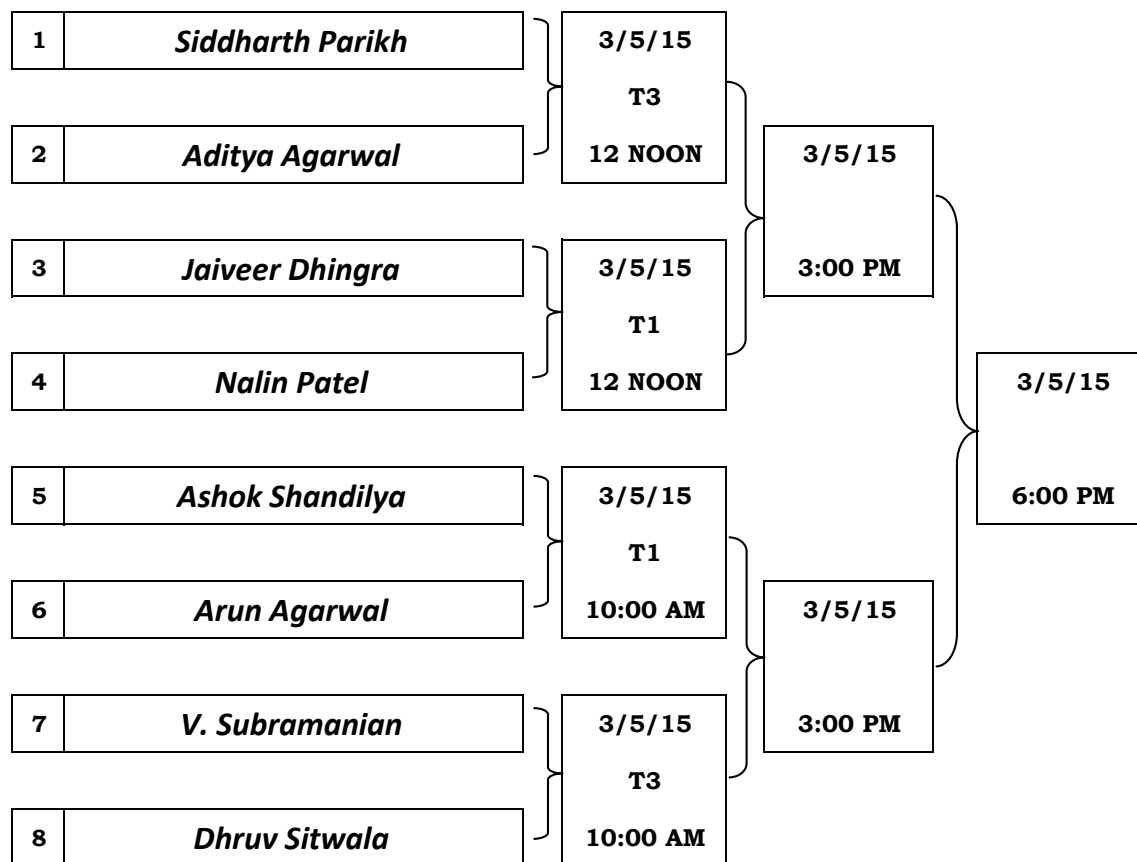 1 Siddharth Parikh
3/5/15
T3
12 NOON
2 Aditya Agarwal
3/5/15
3:00 PM
3 Jaiveer Dhingra
3/5/15
T1
12 NOON
4 Nalin Patel
3/5/15
6:00 PM
5 Ashok Shandilya
3/5/15
T1
10:00 AM
6 Arun Agarwal
3/5/15
3:00 PM
7 V. Subramanian
3/5/15
T3
10:00 AM
8 Dhruv Sitwala